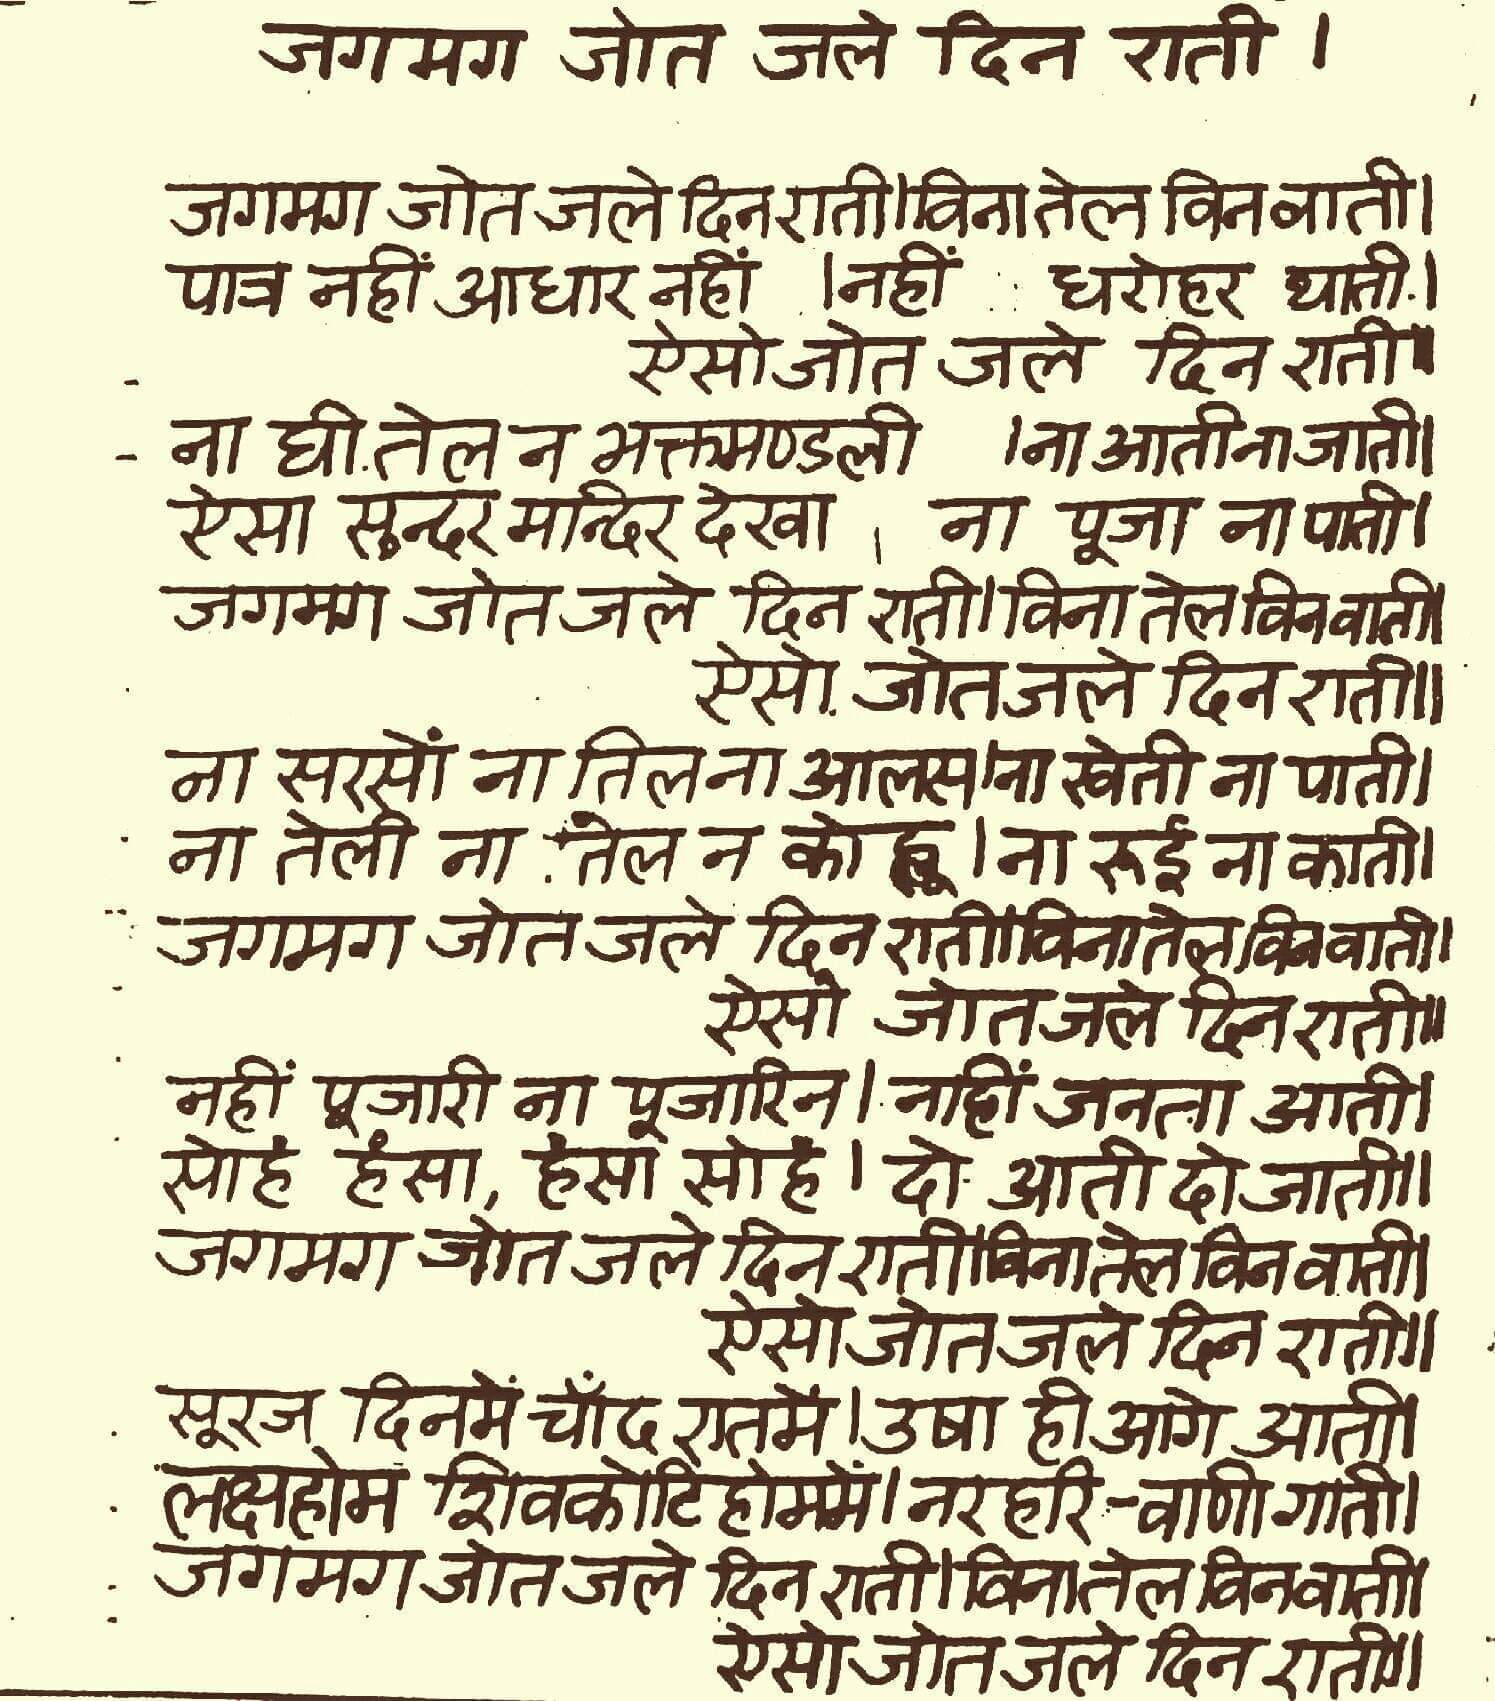 जगमग जोत जले दिन राती ।
जगमग जोत जले दिन राती। विना तेल विन वाती।
पात्र नहीं आधार नहीं । नहीं धरोहर थाती।
ऐसो जोत जले दिन राती॥
ना घी तेल न भक्तमण्डली । ना आती ना जाती।
ऐसा सुन्दर मन्दिर देखा । ना पूजा ना पाती।
जगमग जोत जले दिन राती। विना तेल विन वाती।
ऐसो जोत जले दिन राती॥
ना सरसों ना तिल ना आलस। ना खेती ना पाती।
ना तेली ना तेल न को । ना रूई ना काती।
जगमग जोत जले दिन राती। विना तेल विन वाती।
ऐसो जोत जले दिन राती॥
नहीं पूजारी ना पूजारिन। नाहीं जनता आती।
सोहं हंसा, हंसा सोहं। दो आती दो जाती॥
जगमग जोत जले दिन राती। विना तेल विन वाती।
ऐसो जोत जले दिन राती॥
सूरज दिनमें चाँद रातमें। उषा ही आगे आती।
लक्षहोम शिवकोटिहोममें। नरहरि-वाणी गाती।
जगमग जोत जले दिन राती। विना तेल विन वाती।
ऐसो जोत जले दिन राती॥